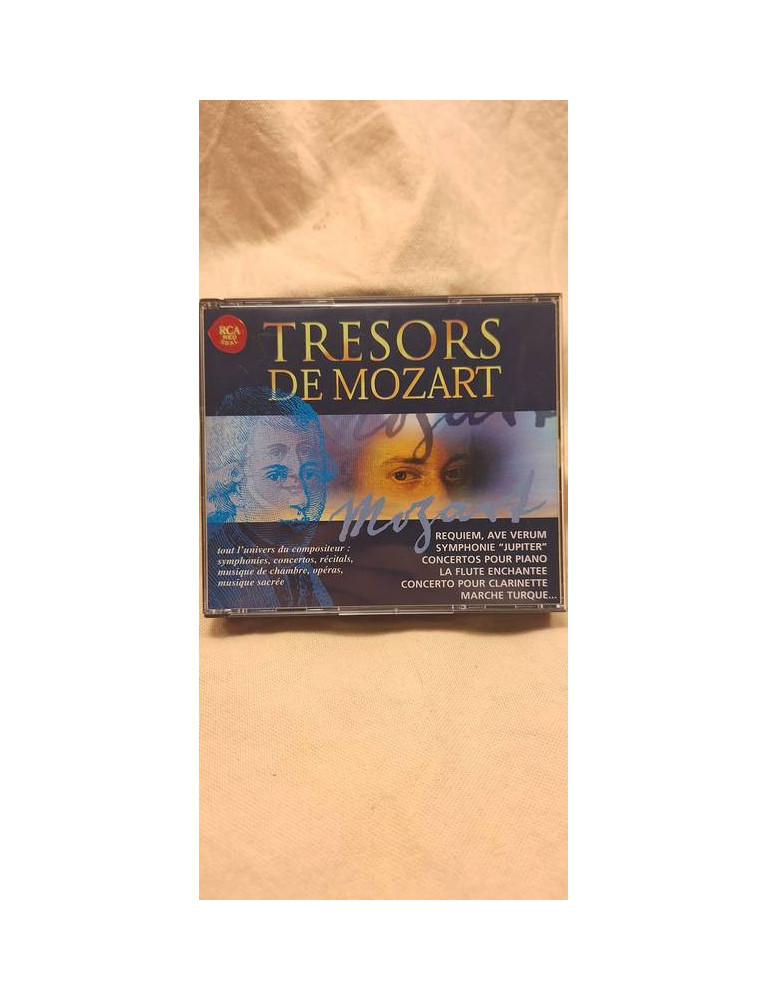 RCA
RED
SEAL
TRESORS
DE MOZART
Mozart
Mozart
tout l'univers du compositeur :
symphonies, concertos, récitals,
musique de chambre, opéras,
musique sacrée
REQUIEM, AVE VERUM
SYMPHONIE "JUPITER"
CONCERTOS POUR PIANO
LA FLUTE ENCHANTEE
CONCERTO POUR CLARINETTE
MARCHE TURQUE...